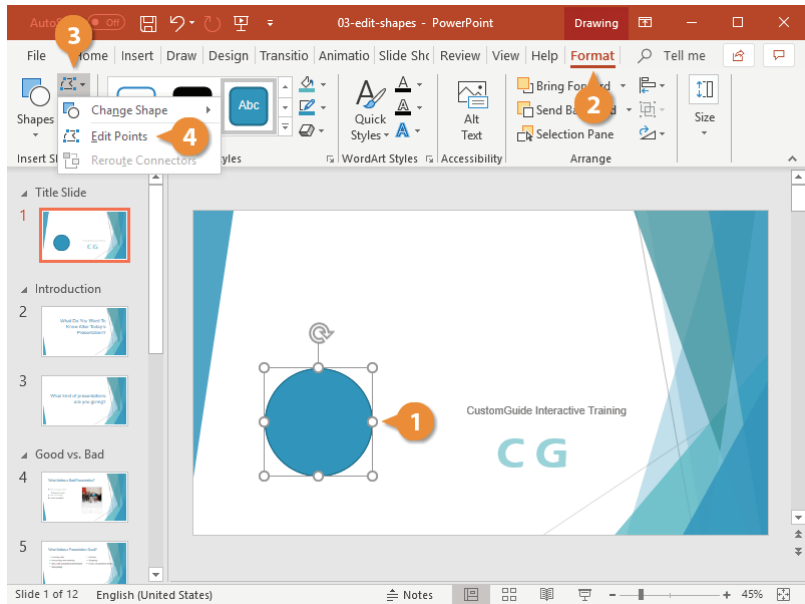 AutoSave Off 03-edit-shapes - PowerPoint Drawing
3
File Home Insert Draw Design Transitio Animatio Slide Sho Review View Help Format Tell me
Shapes
Change Shape
Edit Points
Reroute Connectors
4
Abc
Quick Styles
Alt Text
Bring Forward
Send Backward
Selection Pane
2
Size
Insert S
yles
WordArt Styles
Accessibility
Arrange
Title Slide
1
C G
Introduction
2
What Do You Want To
Know After Today's
Presentation?
3
What kind of presentations
are you giving?
Good vs. Bad
4
5
1
CustomGuide Interactive Training
C G
Slide 1 of 12 English (United States) Notes 45%